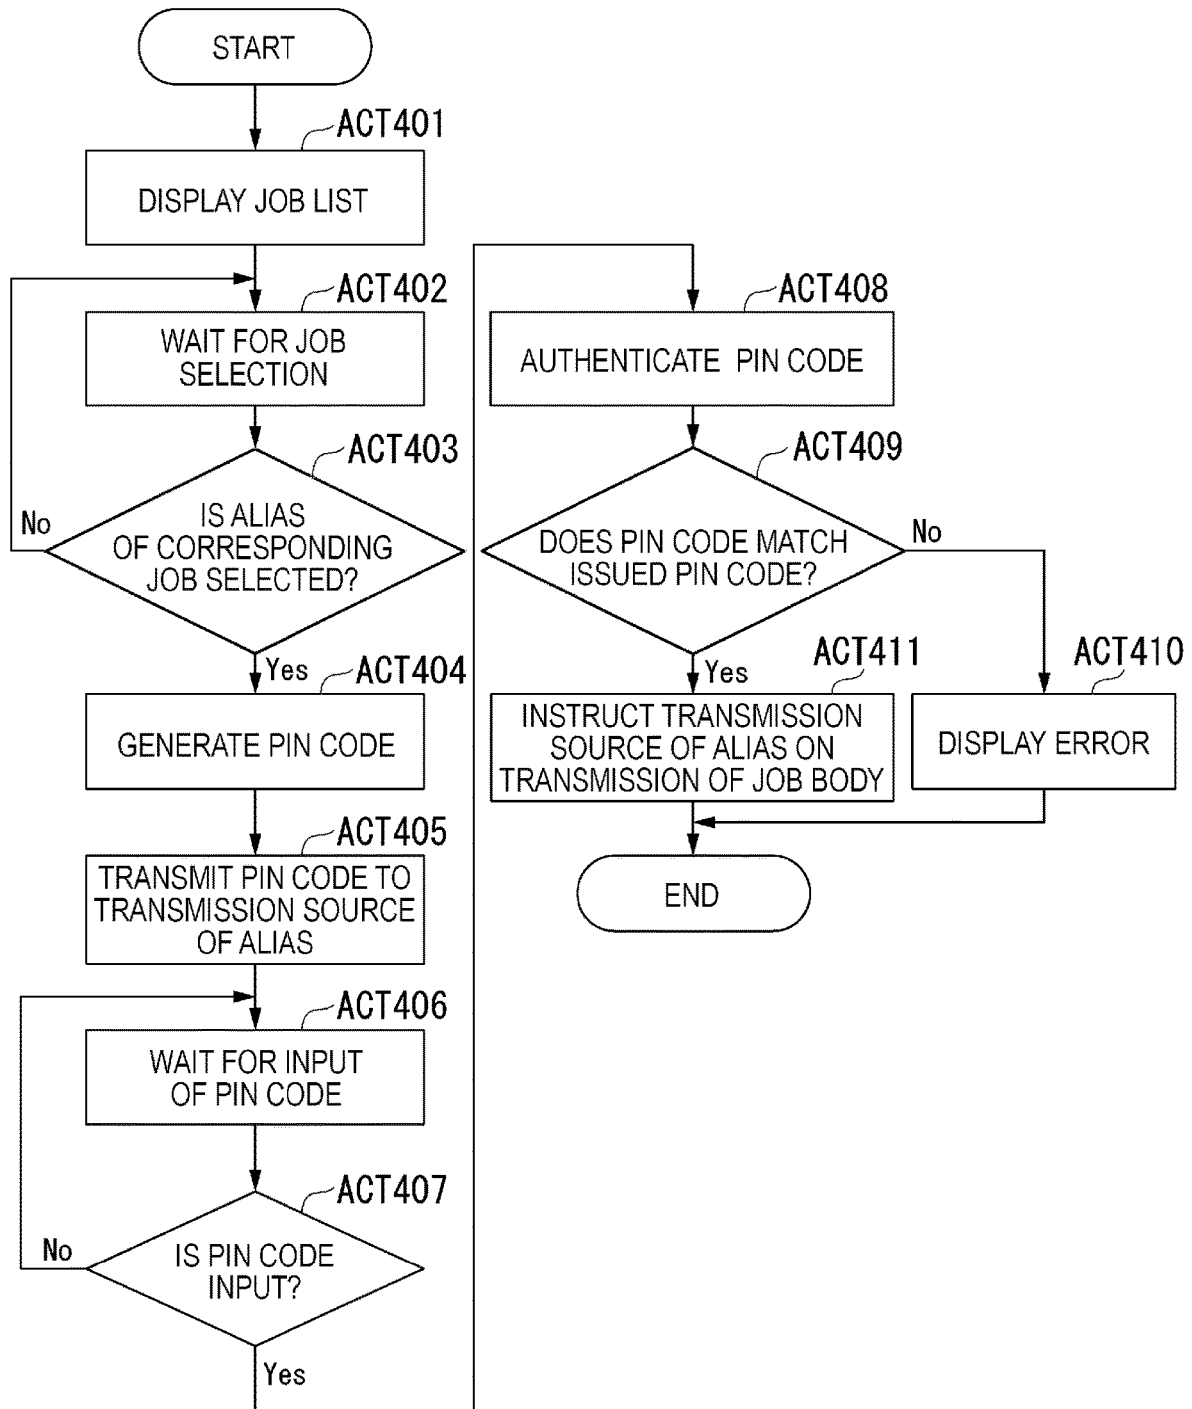 START
ACT401
DISPLAY JOB LIST
ACT402
WAIT FOR JOB
SELECTION
ACT403
IS ALIAS
OF CORRESPONDING
JOB SELECTED?
No
Yes
ACT404
GENERATE PIN CODE
ACT405
TRANSMIT PIN CODE TO
TRANSMISSION SOURCE
OF ALIAS
ACT406
WAIT FOR INPUT
OF PIN CODE
ACT407
IS PIN CODE
INPUT?
No
Yes
ACT408
AUTHENTICATE PIN CODE
ACT409
DOES PIN CODE MATCH
ISSUED PIN CODE?
No
Yes
ACT411
INSTRUCT TRANSMISSION
SOURCE OF ALIAS ON
TRANSMISSION OF JOB BODY
ACT410
DISPLAY ERROR
END